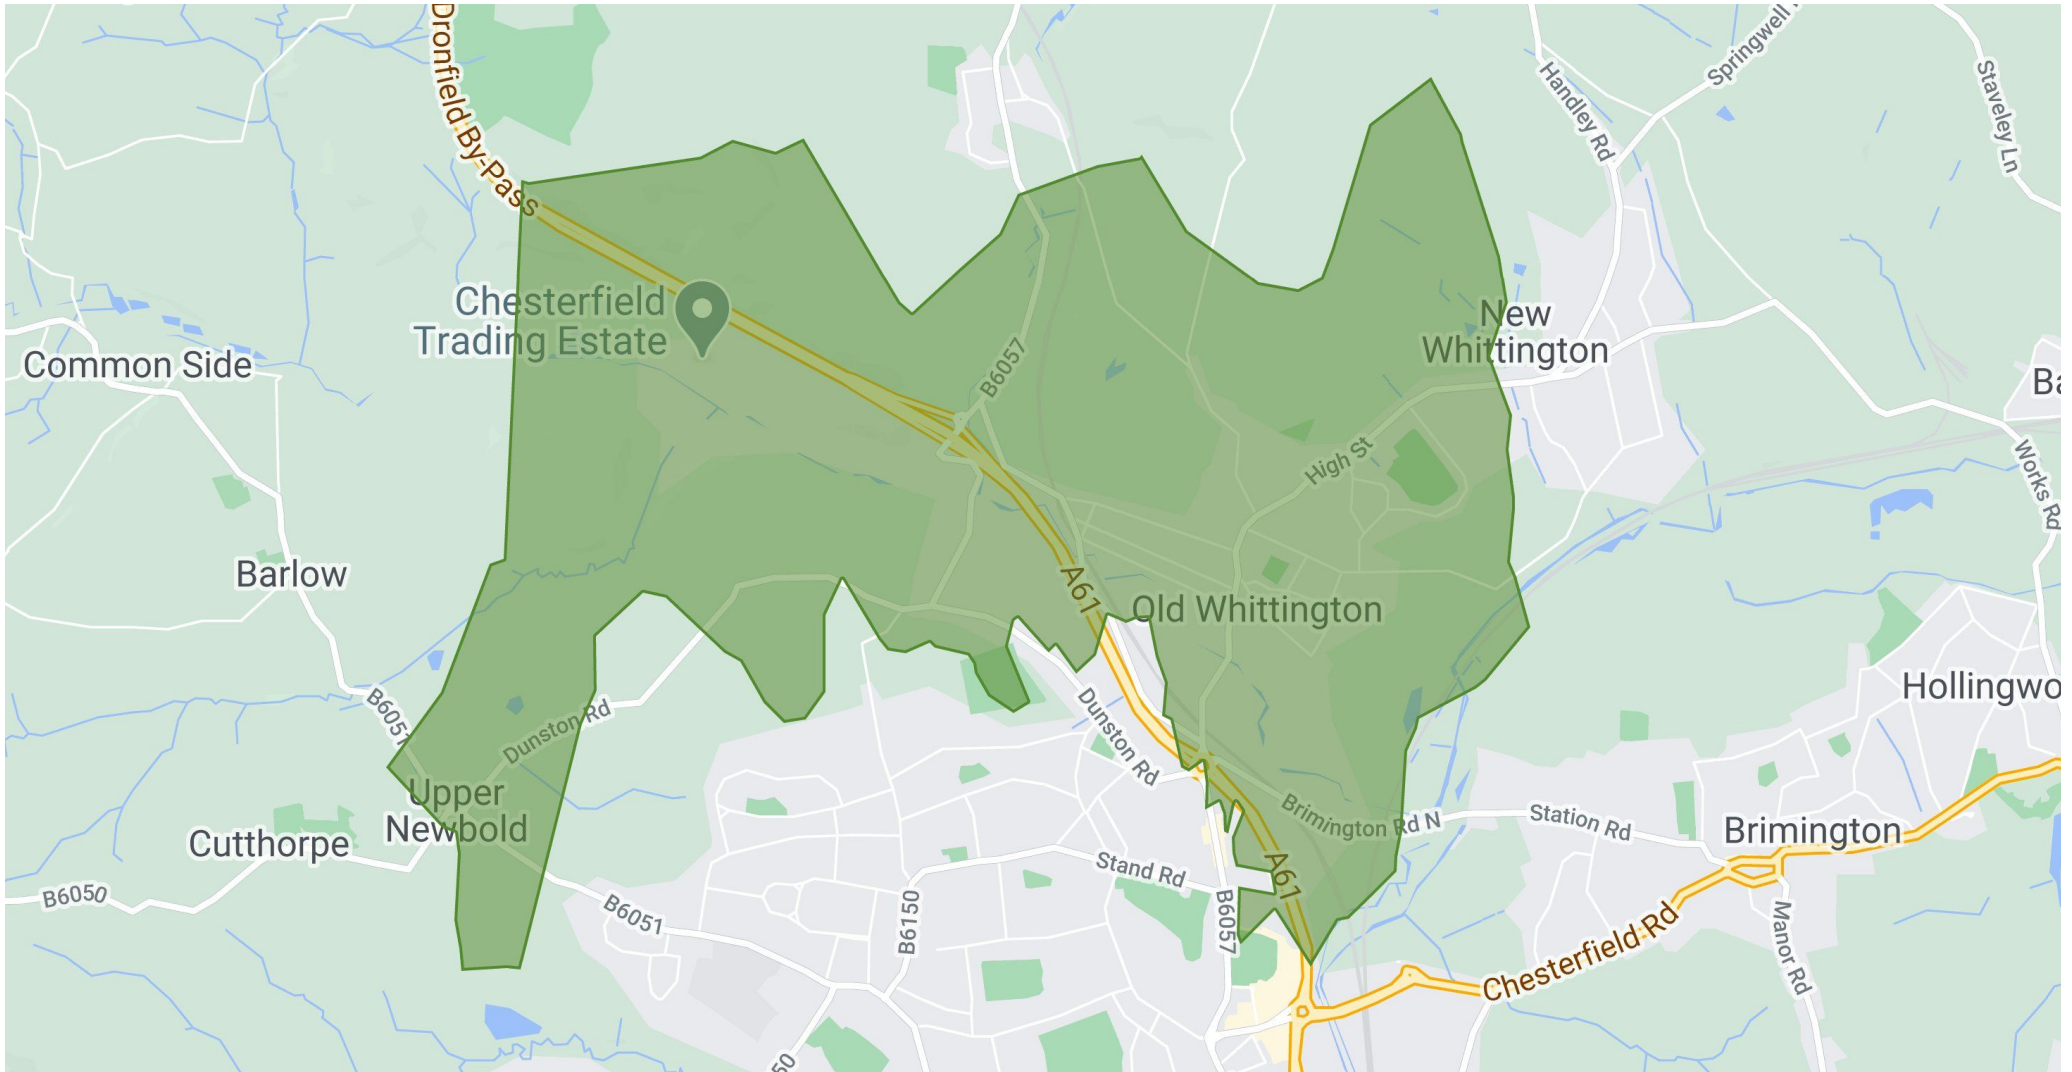 Dronfield By-Pass
Handley Rd
Springwell
Staveley Ln
Chesterfield
Trading Estate
New
Whittington
Common Side
B6057
Ba
High St
Works Rd
Barlow
A61
Old Whittington
Hollingwo
B6051
Dunston Rd
Dunston Rd
Upper
Newbold
Cutthorpe
Brimington Rd N
Station Rd
Brimington
Stand Rd
A61
B6050
B6051
B6150
B6057
Chesterfield Rd
Manor Rd
50